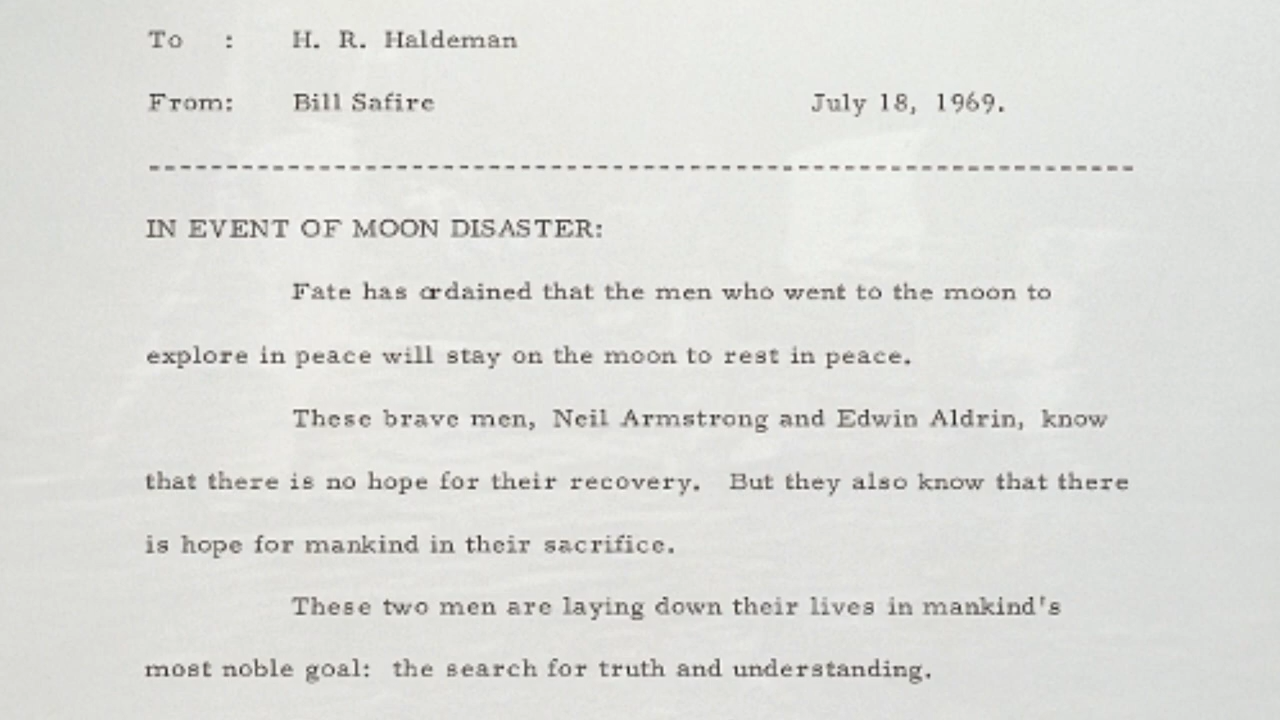 To : H. R. Haldeman
From: Bill Safire July 18, 1969.
--------------------------------------------------------------
IN EVENT OF MOON DISASTER:
Fate has ordained that the men who went to the moon to
explore in peace will stay on the moon to rest in peace.
These brave men, Neil Armstrong and Edwin Aldrin, know
that there is no hope for their recovery. But they also know that there
is hope for mankind in their sacrifice.
These two men are laying down their lives in mankind's
most noble goal: the search for truth and understanding.